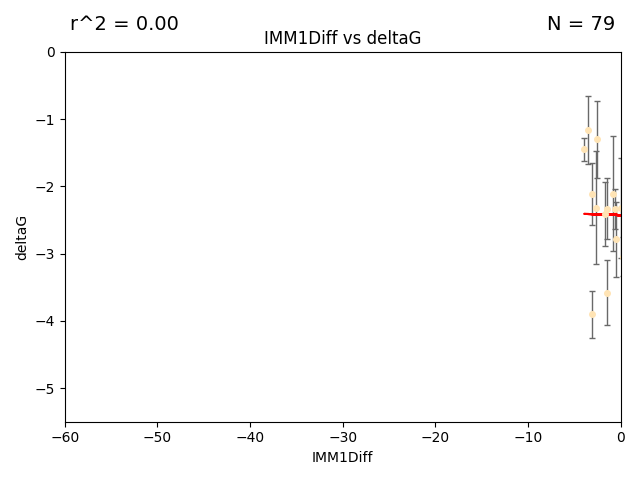 r^2 = 0.00
N = 79
IMM1Diff vs deltaG
0
−1
−2
−3
−4
−5
deltaG
−60 −50 −40 −30 −20 −10 0
IMM1Diff